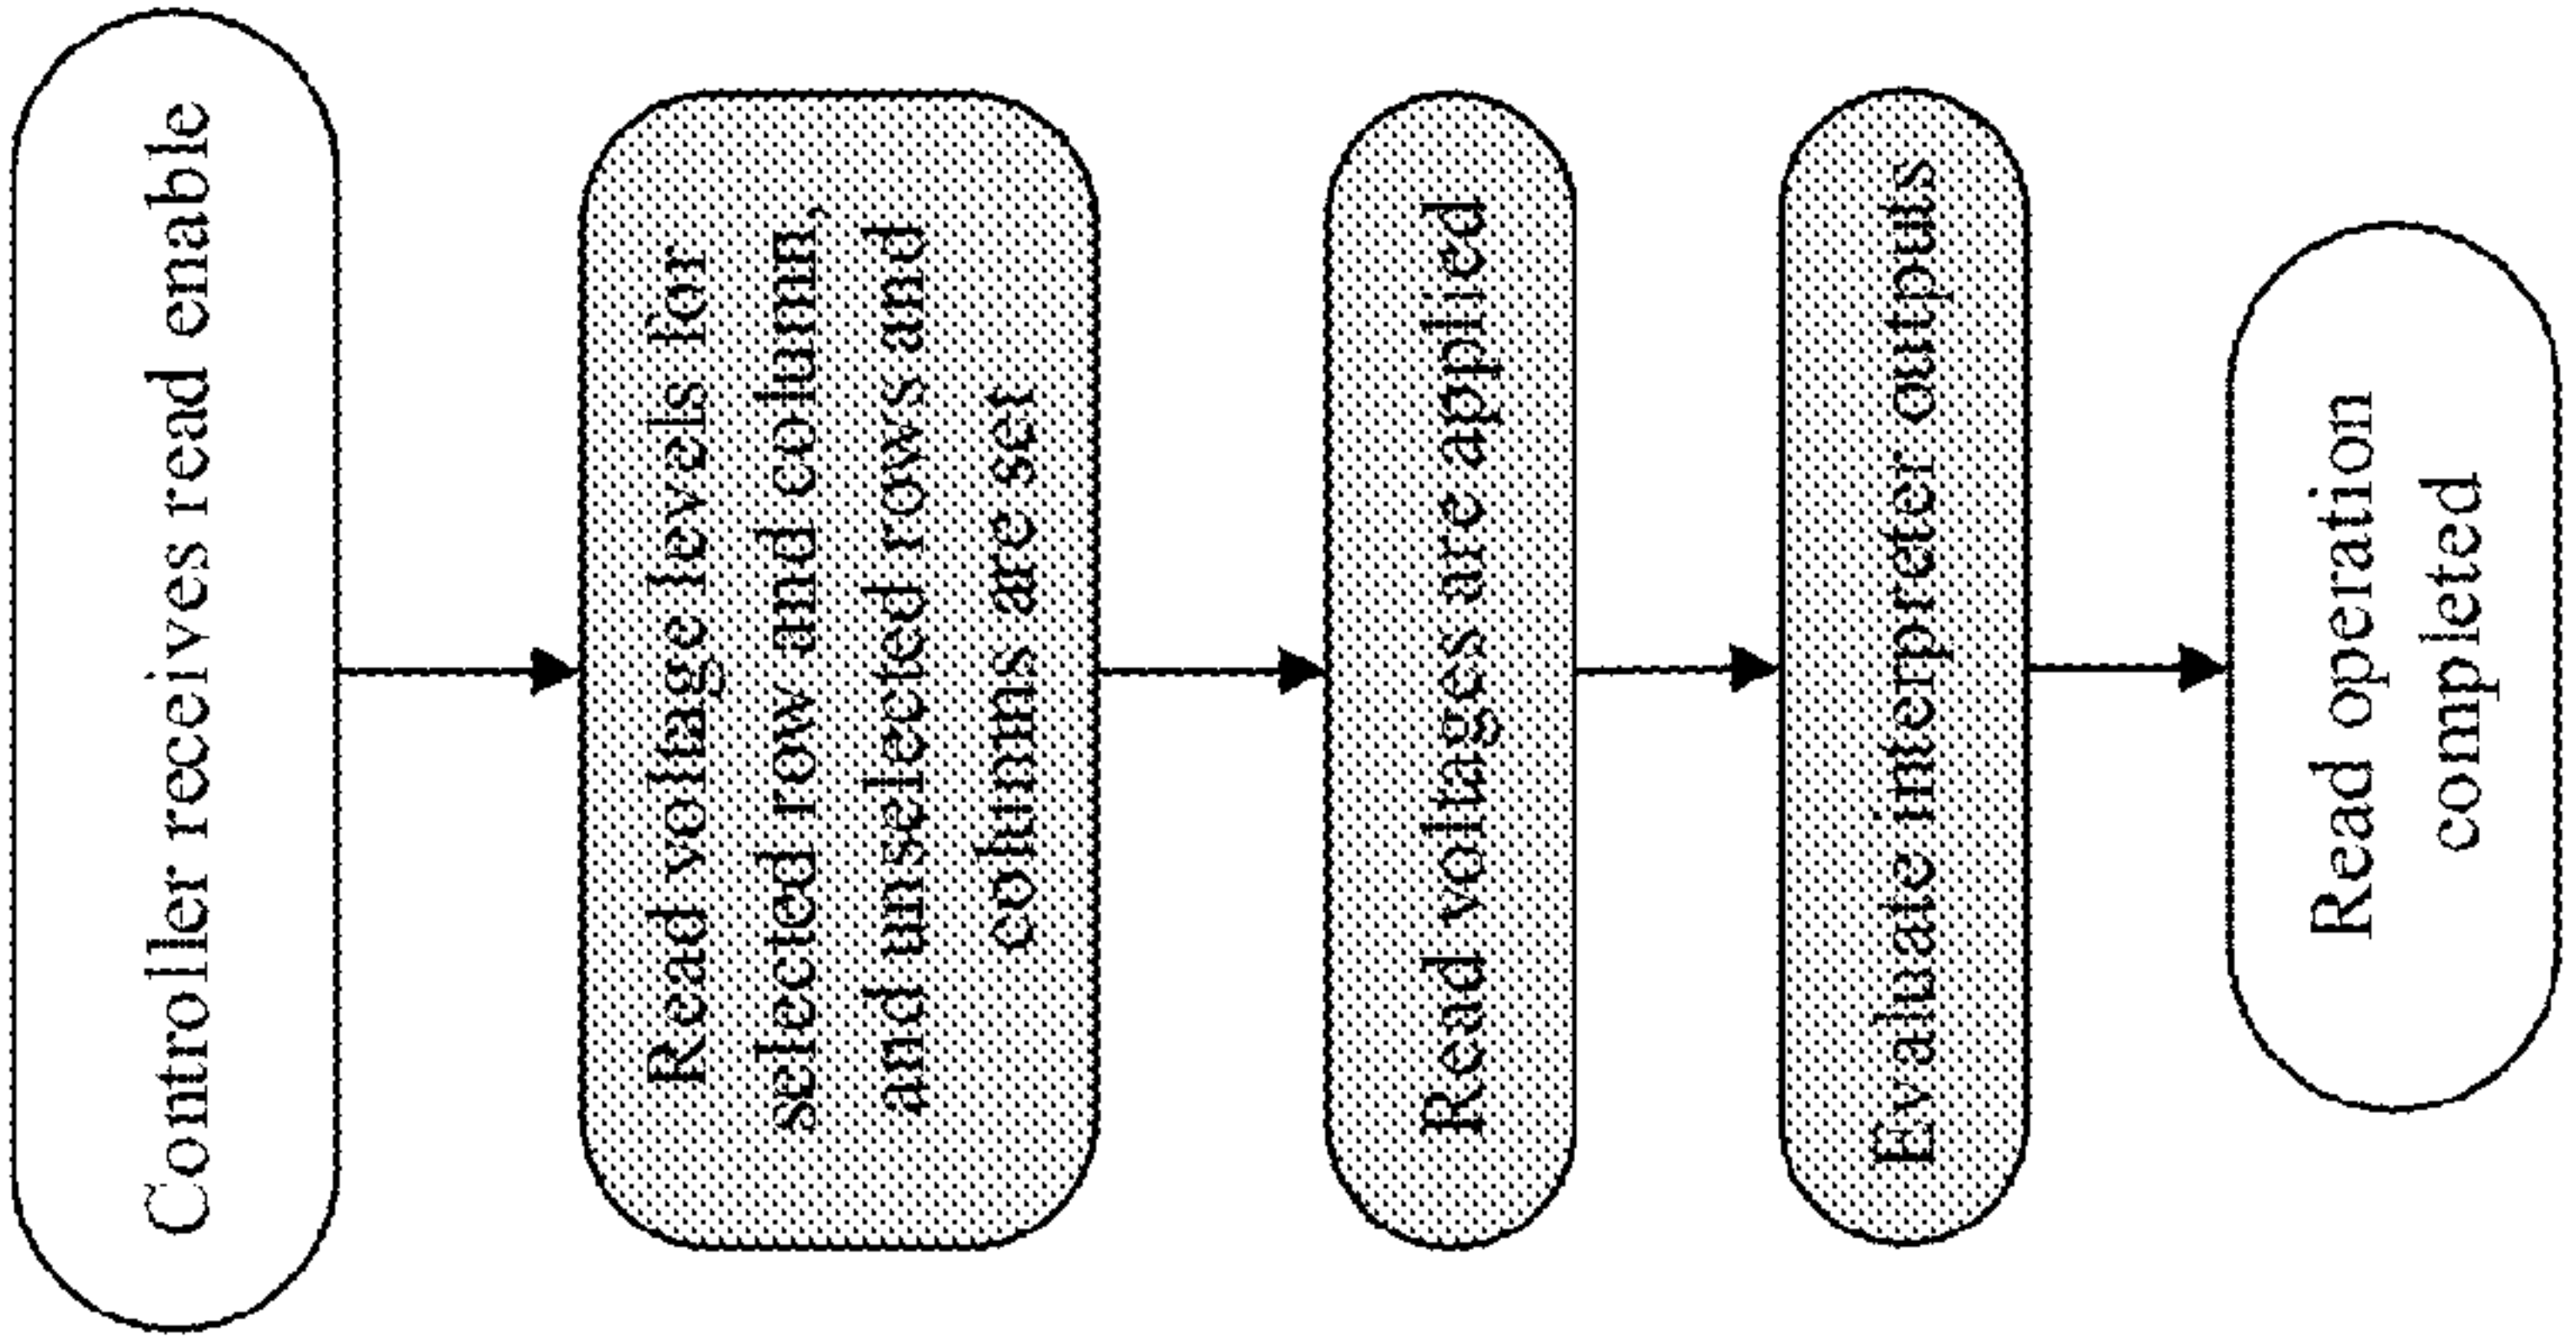 Controller receives read enable
Read voltage levels for
selected row and column,
and unselected rows and
columns are set
Read voltages are applied
Evaluate interpreter outputs
Read operation
completed